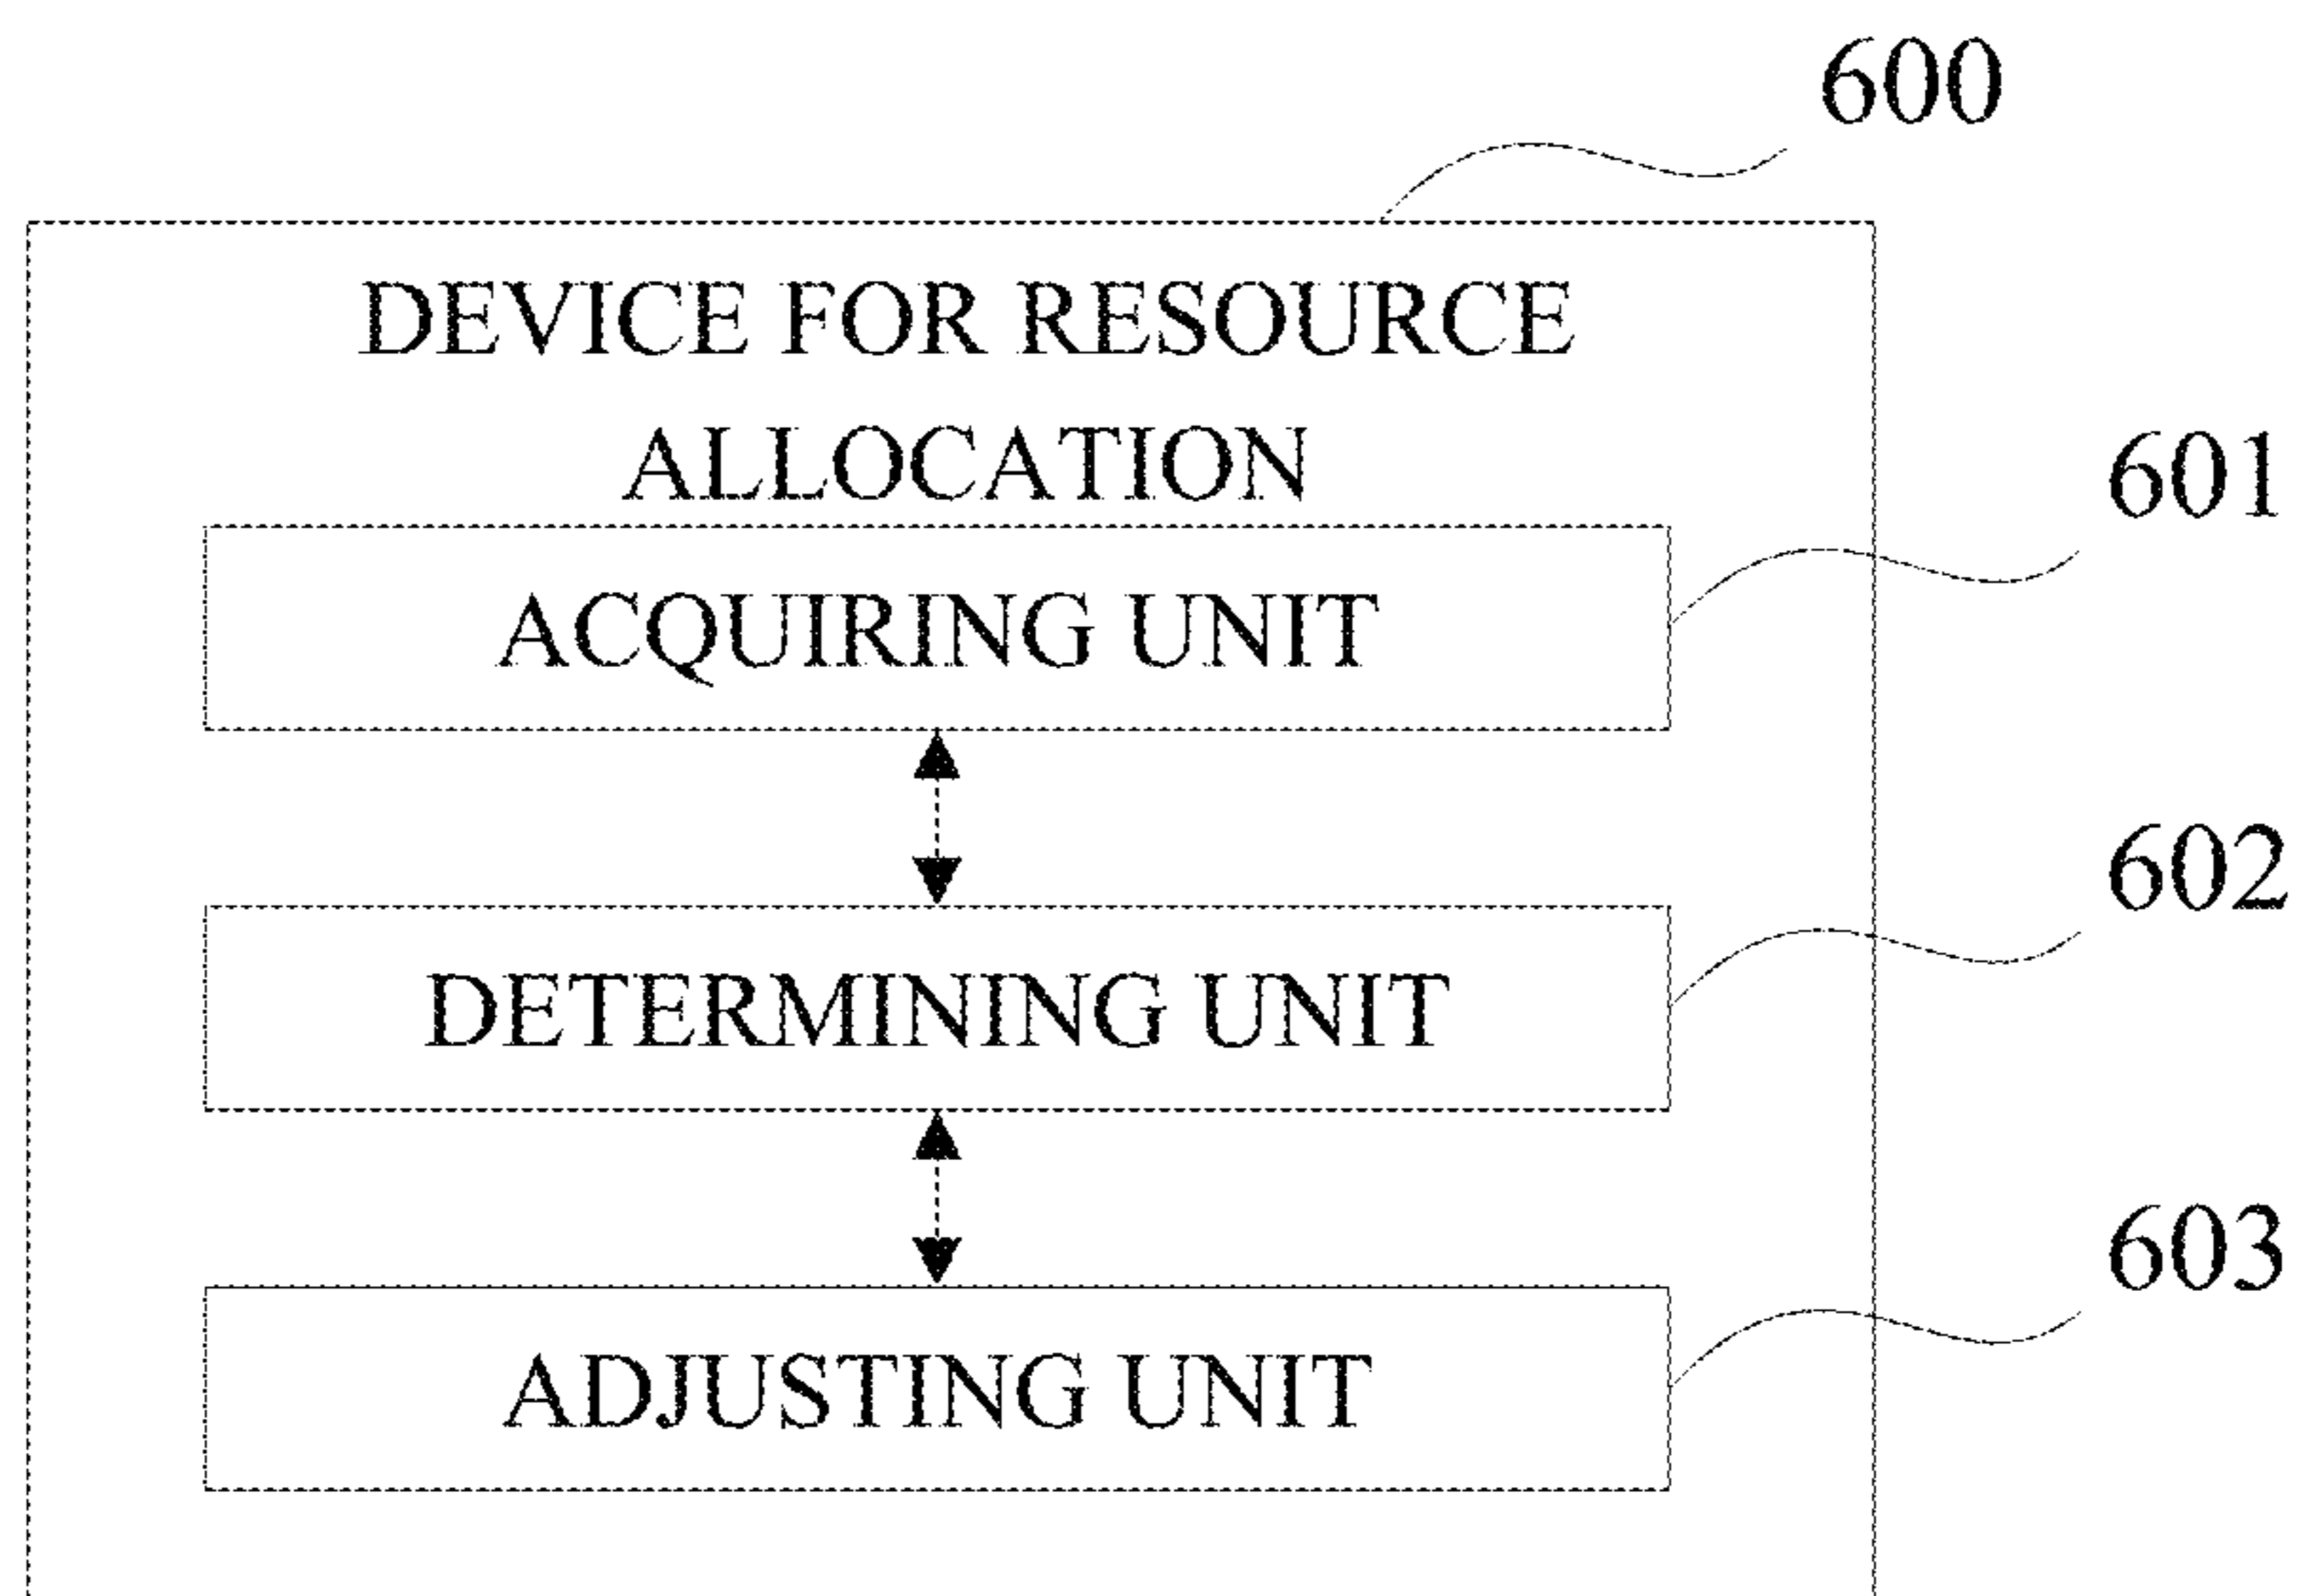 600
DEVICE FOR RESOURCE
ALLOCATION
601
ACQUIRING UNIT
602
DETERMINING UNIT
603
ADJUSTING UNIT